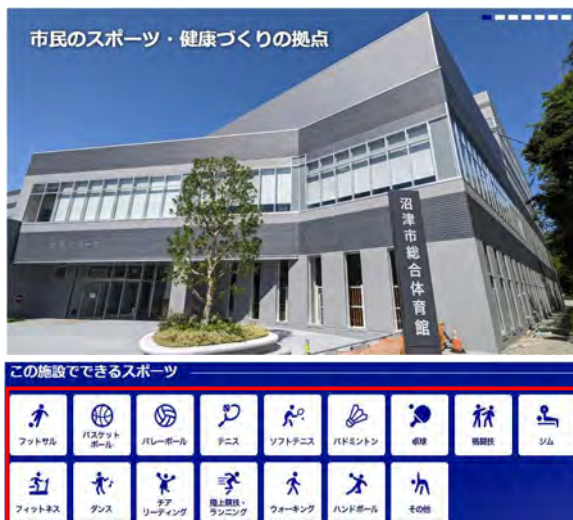 市民のスポーツ・健康づくりの拠点
沼津市総合体育館
この施設でできるスポーツ
フットサル
バスケット
ボール
バレーボール
テニス
ソフトテニス
バドミントン
卓球
格闘技
ジム
フィットネス
ダンス
チア
リーディング
陸上競技・
ランニング
ウォーキング
ハンドボール
その他